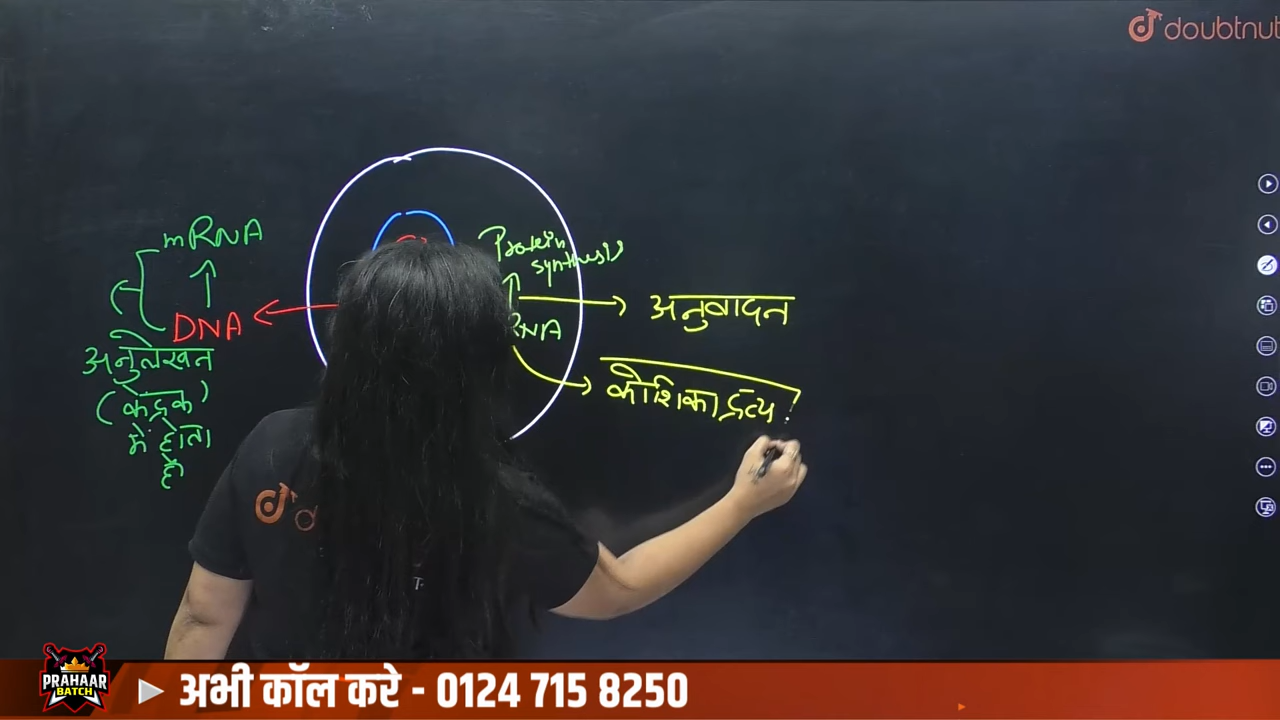 doubtnut
mRNA
DNA
अनुलेखन
(केंद्रक)
में होता
है
Protein
synthesis
RNA
अनुवादन
कोशिका द्रव्य
PRAHAAR
BATCH
अभी कॉल करे - 0124 715 8250